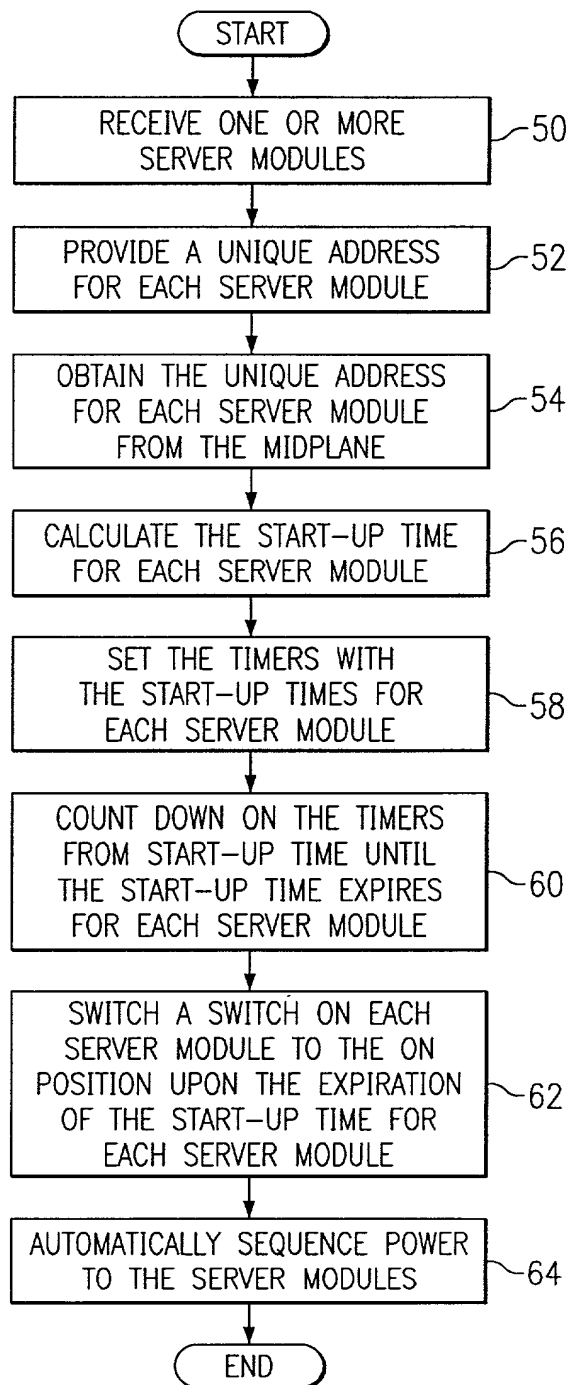 START
RECEIVE ONE OR MORE
SERVER MODULES
50
PROVIDE A UNIQUE ADDRESS
FOR EACH SERVER MODULE
52
OBTAIN THE UNIQUE ADDRESS
FOR EACH SERVER MODULE
FROM THE MIDPLANE
54
CALCULATE THE START-UP TIME
FOR EACH SERVER MODULE
56
SET THE TIMERS WITH
THE START-UP TIMES FOR
EACH SERVER MODULE
58
COUNT DOWN ON THE TIMERS
FROM START-UP TIME UNTIL
THE START-UP TIME EXPIRES
FOR EACH SERVER MODULE
60
SWITCH A SWITCH ON EACH
SERVER MODULE TO THE ON
POSITION UPON THE EXPIRATION
OF THE START-UP TIME FOR
EACH SERVER MODULE
62
AUTOMATICALLY SEQUENCE POWER
TO THE SERVER MODULES
64
END